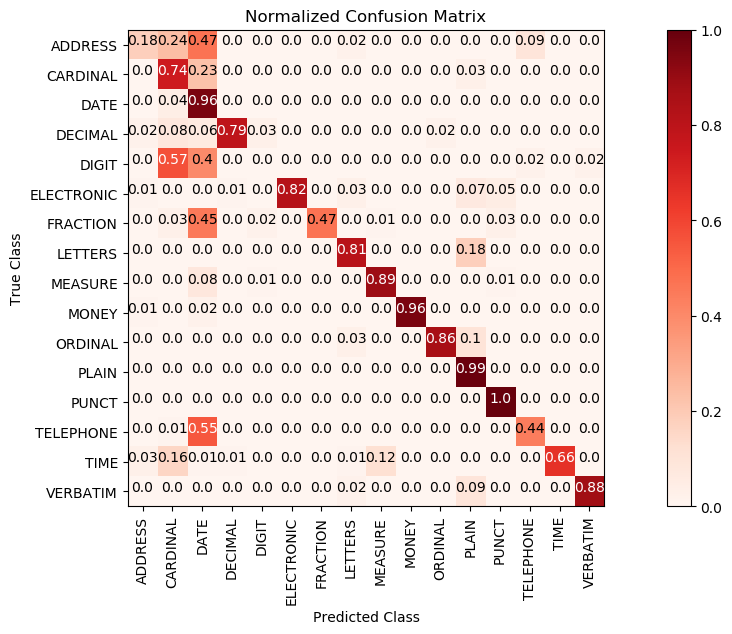 Normalized Confusion Matrix
True Class
ADDRESS 0.18 0.24 0.47 0.0 0.0 0.0 0.0 0.02 0.0 0.0 0.0 0.0 0.0 0.09 0.0 0.0
CARDINAL 0.0 0.74 0.23 0.0 0.0 0.0 0.0 0.0 0.0 0.0 0.0 0.03 0.0 0.0 0.0 0.0
DATE 0.0 0.04 0.96 0.0 0.0 0.0 0.0 0.0 0.0 0.0 0.0 0.0 0.0 0.0 0.0 0.0
DECIMAL 0.02 0.08 0.06 0.79 0.03 0.0 0.0 0.0 0.0 0.0 0.02 0.0 0.0 0.0 0.0 0.0
DIGIT 0.0 0.57 0.4 0.0 0.0 0.0 0.0 0.0 0.0 0.0 0.0 0.0 0.0 0.02 0.0 0.02
ELECTRONIC 0.01 0.0 0.0 0.01 0.0 0.82 0.0 0.03 0.0 0.0 0.0 0.07 0.05 0.0 0.0 0.0
FRACTION 0.0 0.03 0.45 0.0 0.02 0.0 0.47 0.0 0.01 0.0 0.0 0.0 0.03 0.0 0.0 0.0
LETTERS 0.0 0.0 0.0 0.0 0.0 0.0 0.0 0.81 0.0 0.0 0.0 0.18 0.0 0.0 0.0 0.0
MEASURE 0.0 0.0 0.08 0.0 0.01 0.0 0.0 0.0 0.89 0.0 0.0 0.0 0.01 0.0 0.0 0.0
MONEY 0.01 0.0 0.02 0.0 0.0 0.0 0.0 0.0 0.0 0.96 0.0 0.0 0.0 0.0 0.0 0.0
ORDINAL 0.0 0.0 0.0 0.0 0.0 0.0 0.0 0.03 0.0 0.0 0.86 0.1 0.0 0.0 0.0 0.0
PLAIN 0.0 0.0 0.0 0.0 0.0 0.0 0.0 0.0 0.0 0.0 0.0 0.99 0.0 0.0 0.0 0.0
PUNCT 0.0 0.0 0.0 0.0 0.0 0.0 0.0 0.0 0.0 0.0 0.0 0.0 1.0 0.0 0.0 0.0
TELEPHONE 0.0 0.01 0.55 0.0 0.0 0.0 0.0 0.0 0.0 0.0 0.0 0.0 0.0 0.44 0.0 0.0
TIME 0.03 0.16 0.01 0.01 0.0 0.0 0.0 0.01 0.12 0.0 0.0 0.0 0.0 0.0 0.66 0.0
VERBATIM 0.0 0.0 0.0 0.0 0.0 0.0 0.0 0.02 0.0 0.0 0.0 0.09 0.0 0.0 0.0 0.88
ADDRESS
CARDINAL
DATE
DECIMAL
DIGIT
ELECTRONIC
FRACTION
LETTERS
MEASURE
MONEY
ORDINAL
PLAIN
PUNCT
TELEPHONE
TIME
VERBATIM
Predicted Class
1.0
0.8
0.6
0.4
0.2
0.0